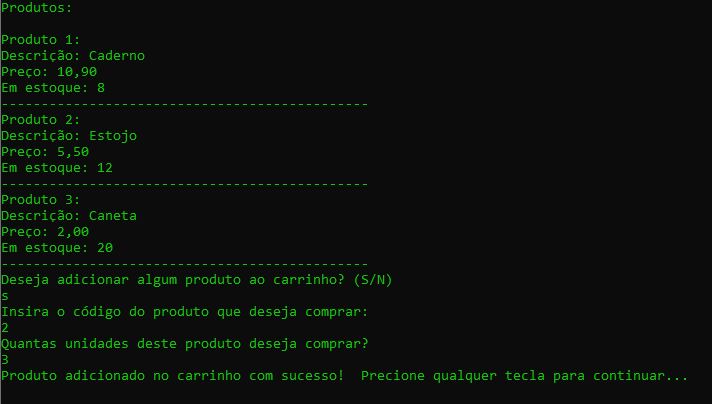 Produtos:
Produto 1:
Descrição: Caderno
Preço: 10,90
Em estoque: 8
----------------------------------------------
Produto 2:
Descrição: Estojo
Preço: 5,50
Em estoque: 12
----------------------------------------------
Produto 3:
Descrição: Caneta
Preço: 2,00
Em estoque: 20
----------------------------------------------
Deseja adicionar algum produto ao carrinho? (S/N)
s
Insira o código do produto que deseja comprar:
2
Quantas unidades deste produto deseja comprar?
3
Produto adicionado no carrinho com sucesso!  Precione qualquer tecla para continuar...